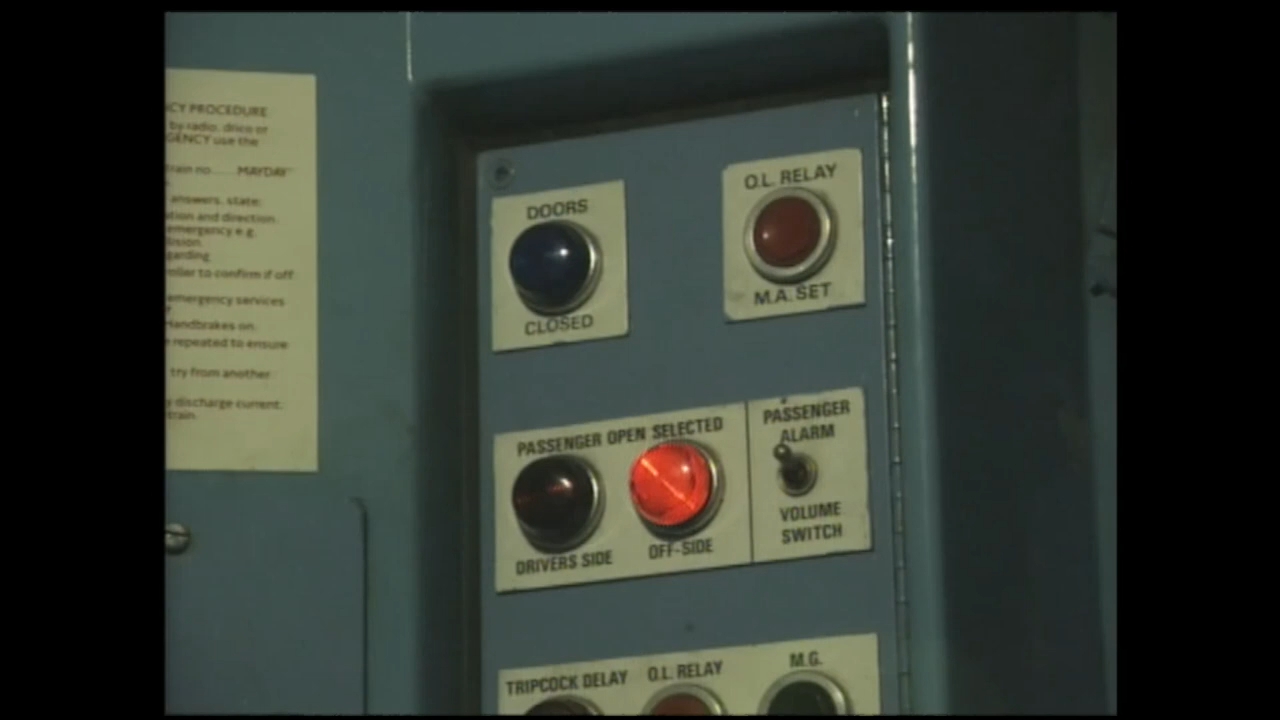 CY PROCEDURE
by radio, drico or
GENCY use the
train no......MAYDAY"
answers, state:
ation and direction.
emergency e.g.
lision.
garding
roller to confirm if off
emergency services
Handbrakes on.
repeated to ensure
try from another
y discharge current;
train.
DOORS
CLOSED
O.L. RELAY
M.A. SET
PASSENGER OPEN SELECTED
DRIVERS SIDE
OFF-SIDE
PASSENGER
ALARM
VOLUME
SWITCH
TRIPCOCK DELAY
O.L. RELAY
M.G.